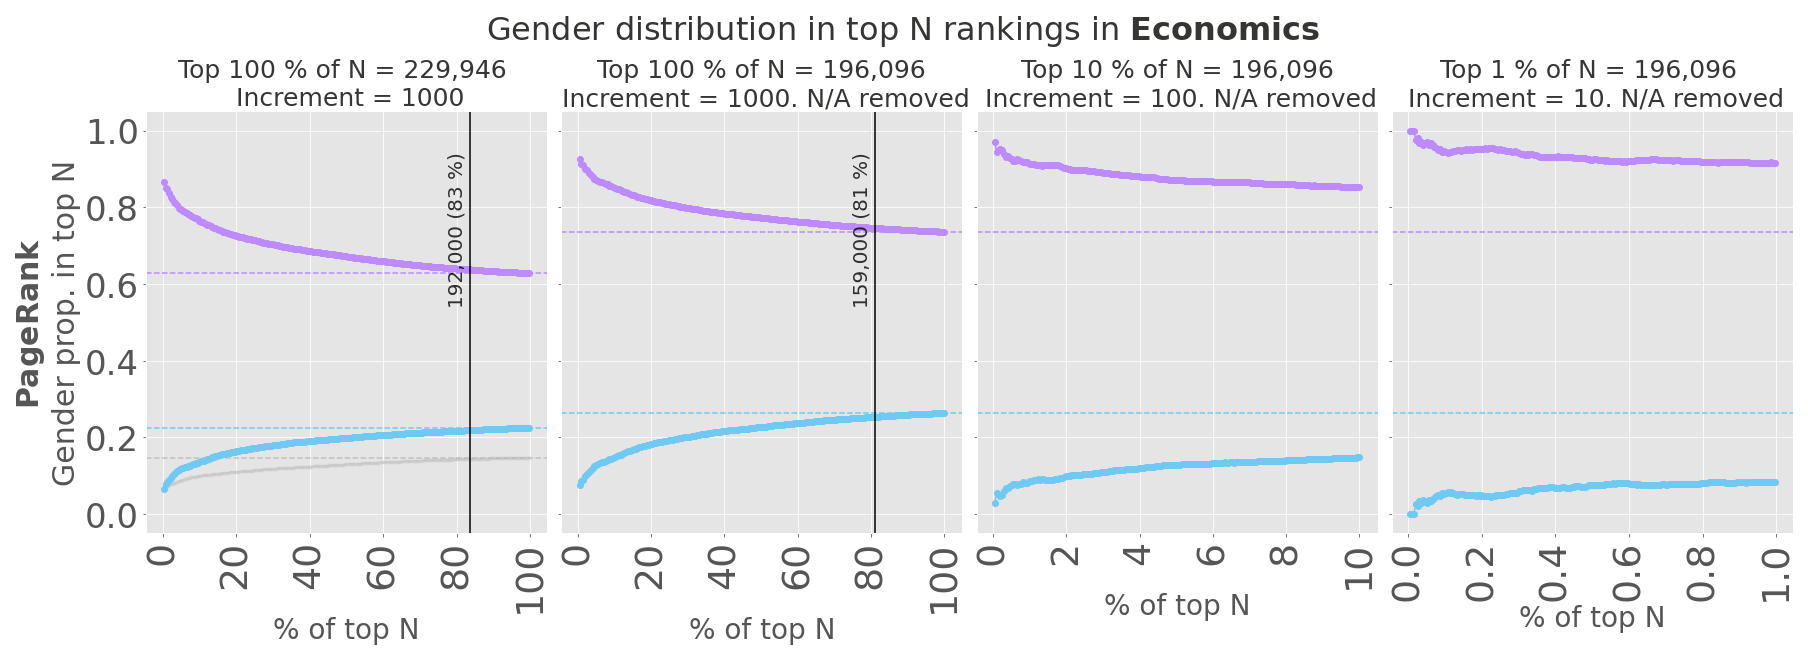 Gender distribution in top N rankings in Economics
Top 100 % of N = 229,946
Increment = 1000
Top 100 % of N = 196,096
Increment = 1000. N/A removed
Top 10 % of N = 196,096
Increment = 100. N/A removed
Top 1 % of N = 196,096
Increment = 10. N/A removed
PageRank
Gender prop. in top N
1.0
0.8
0.6
0.4
0.2
0.0
192,000 (83 %)
159,000 (81 %)
0 20 40 60 80 100
0 20 40 60 80 100
0 2 4 6 8 10
0.0 0.2 0.4 0.6 0.8 1.0
% of top N
% of top N
% of top N
% of top N